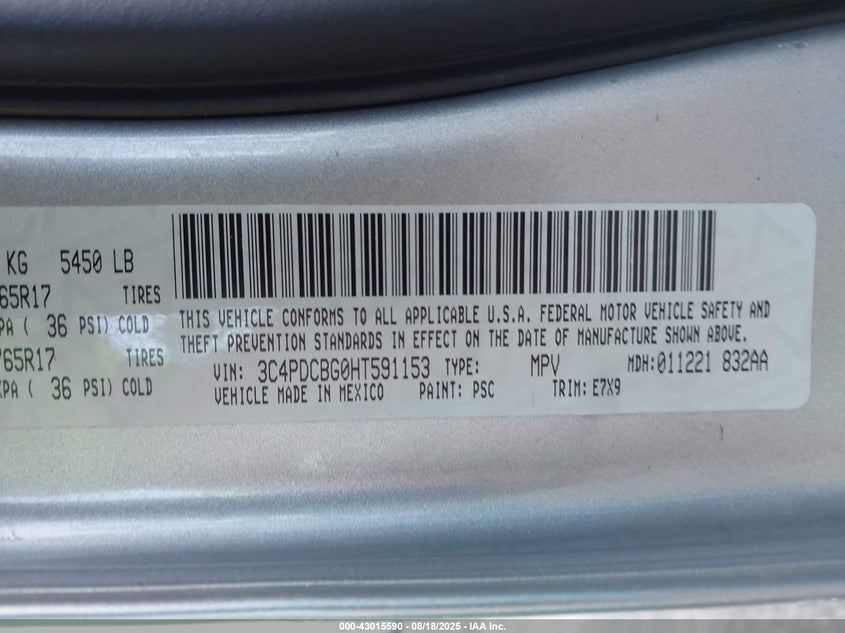 KG 5450 LB
65R17 TIRES
PA ( 36 PSI) COLD
65R17 TIRES
KPA ( 36 PSI) COLD
THIS VEHICLE CONFORMS TO ALL APPLICABLE U.S.A. FEDERAL MOTOR VEHICLE SAFETY AND
THEFT PREVENTION STANDARDS IN EFFECT ON THE DATE OF MANUFACTURE SHOWN ABOVE.
VIN: 3C4PDCBG0HT591153 TYPE: MPV MDH:011221 832AA
VEHICLE MADE IN MEXICO PAINT: PSC TRIM: E7X9
000-43015590 - 08/18/2025 - IAA Inc.